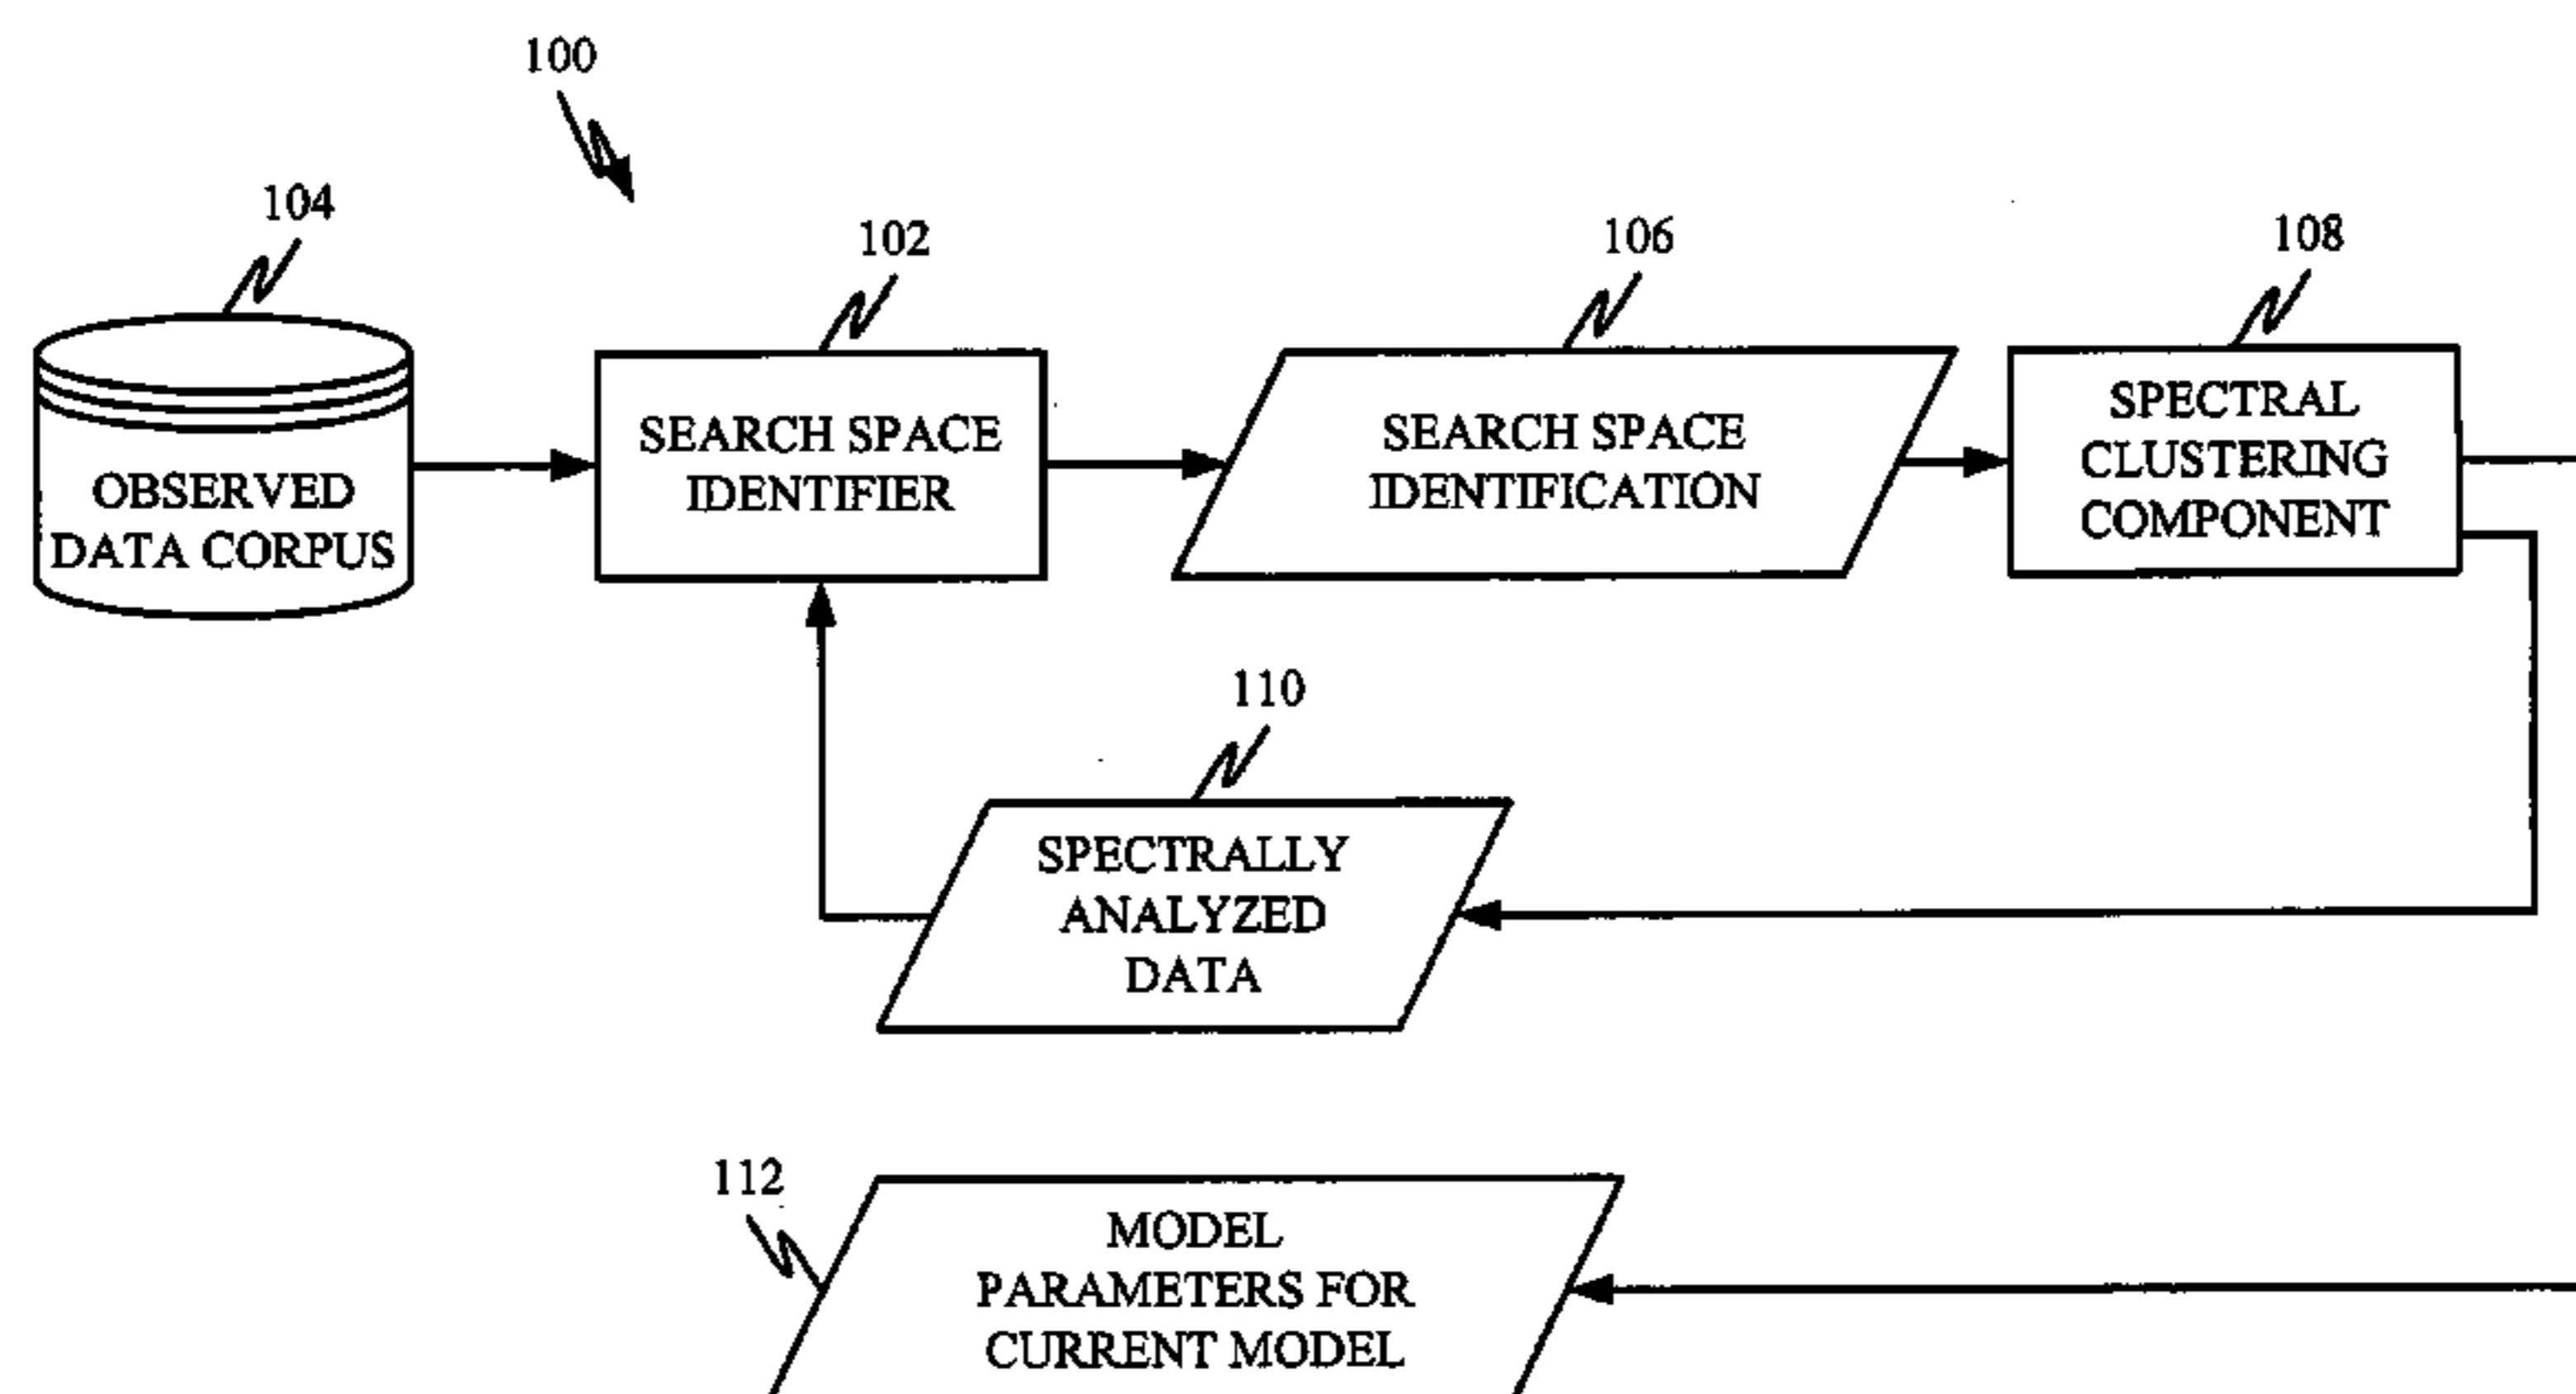 100
104
102
106
108
OBSERVED
DATA CORPUS
SEARCH SPACE
IDENTIFIER
SEARCH SPACE
IDENTIFICATION
SPECTRAL
CLUSTERING
COMPONENT
110
SPECTRALLY
ANALYZED
DATA
112
MODEL
PARAMETERS FOR
CURRENT MODEL